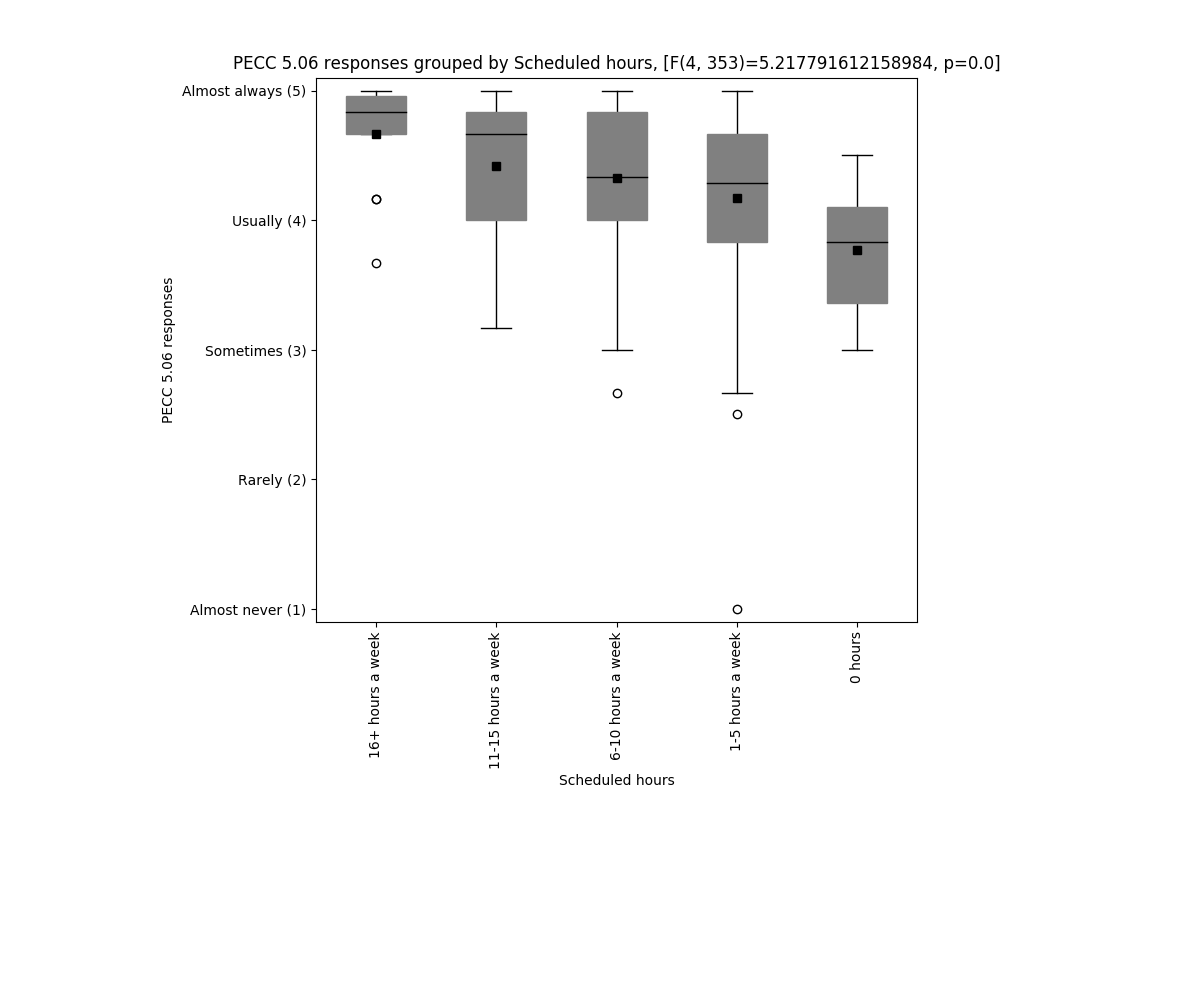 PECC 5.06 responses grouped by Scheduled hours, [F(4, 353)=5.217791612158984, p=0.0]
Almost always (5)
Usually (4)
Sometimes (3)
Rarely (2)
Almost never (1)
PECC 5.06 responses
16+ hours a week
11-15 hours a week
6-10 hours a week
1-5 hours a week
0 hours
Scheduled hours